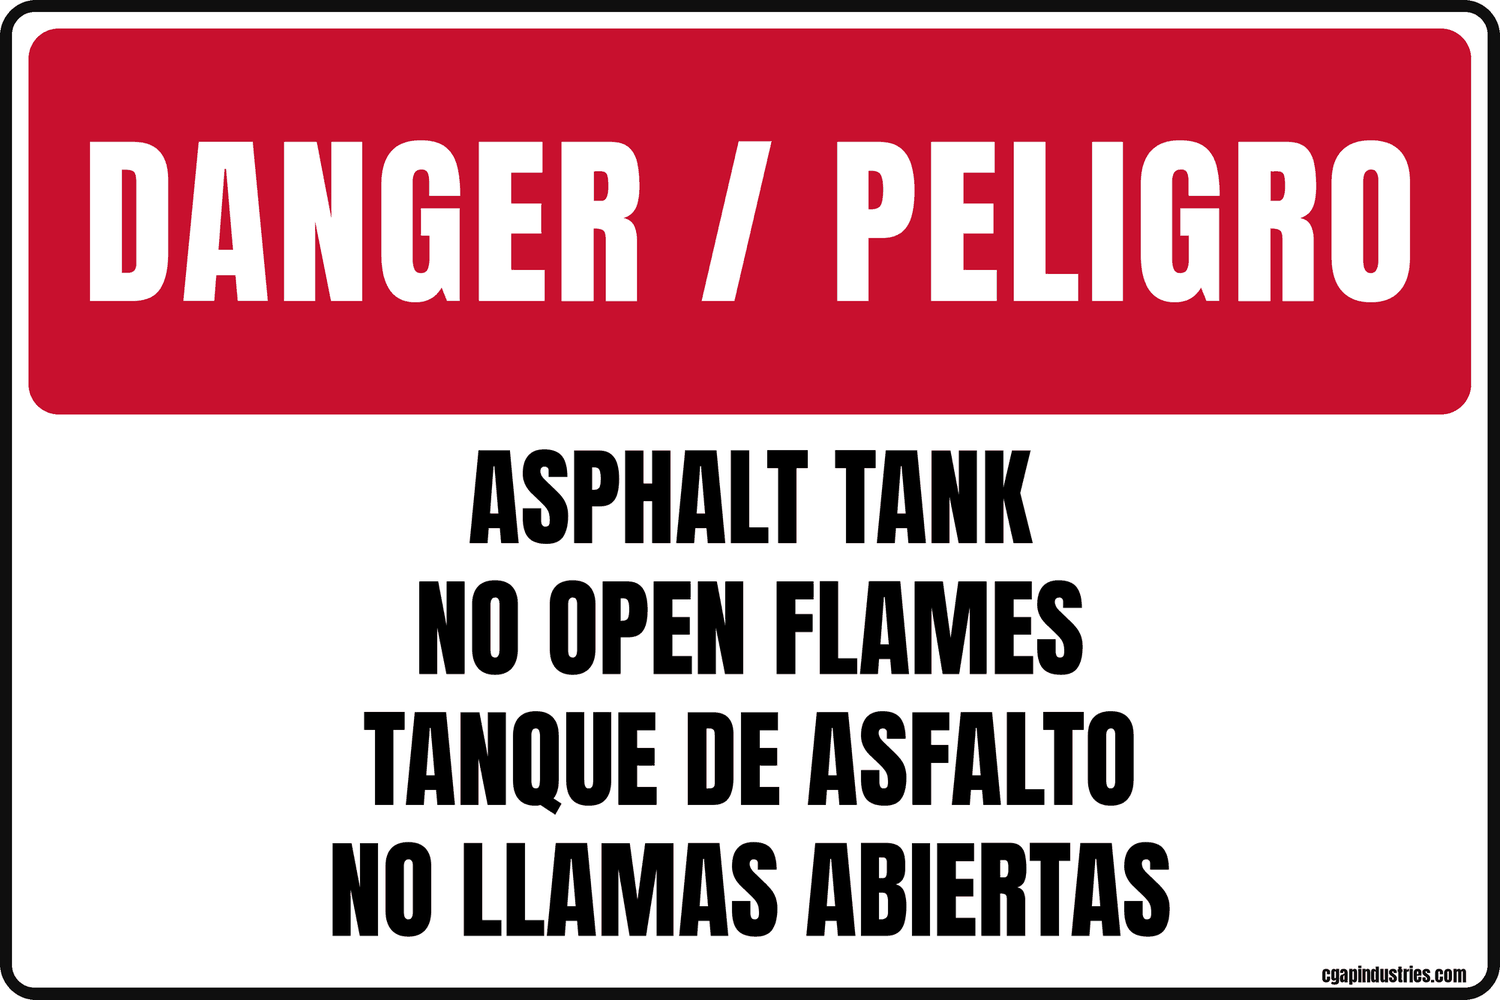 DANGER / PELIGRO
ASPHALT TANK
NO OPEN FLAMES
TANQUE DE ASFALTO
NO LLAMAS ABIERTAS
cgapindustries.com